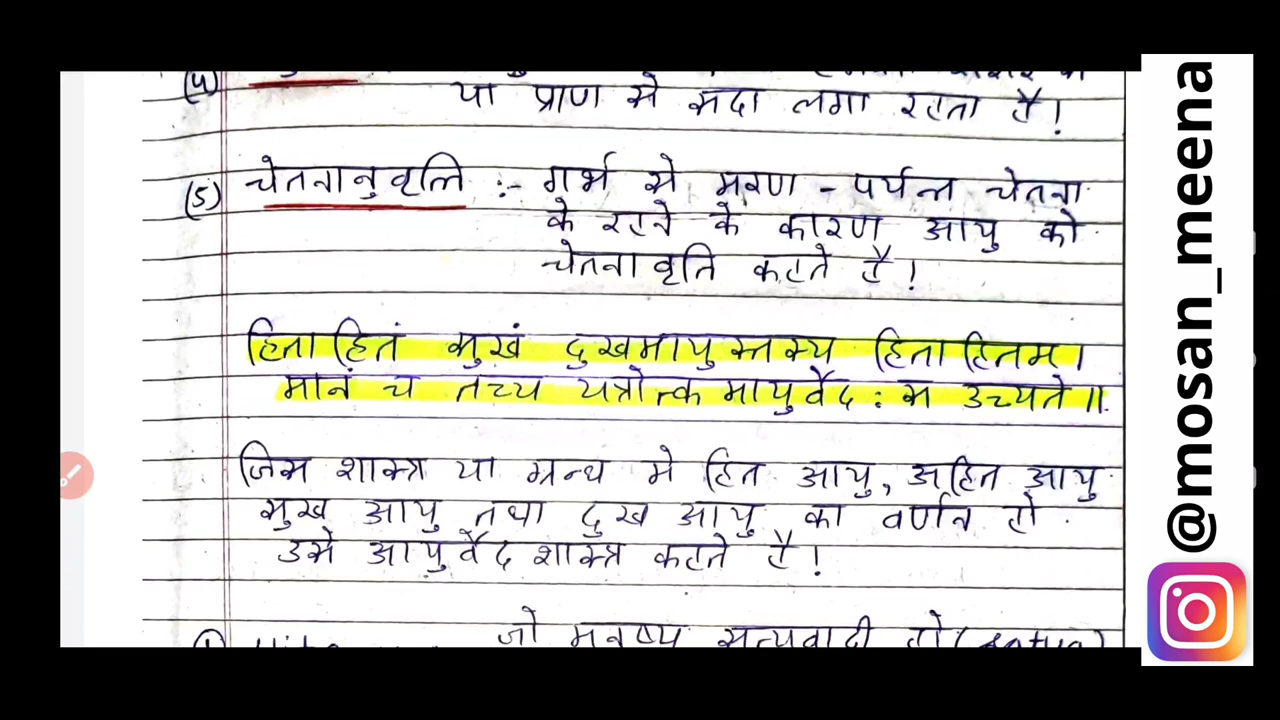 (4)
या प्राण से सदा लगा रहता है!
(5) चेतनानुवृति :- गर्भ से मरण - पर्यन्त चेतना
के रहने के कारण आयु को
चेतनावृति कहते है!
हिताहितं सुखं दुखमायुस्तस्य हिताहितम।
मानं च तच्य यत्रोत्कमायुर्वेद : स उच्यते॥
जिस शास्त्र या ग्रन्थ मे हित आयु, अहित आयु
सुख आयु तथा दुख आयु का वर्णन हो
उसे आयुर्वेद शास्त्र कहते है!
जो मनुष्य सत्यवादी हो
@mosan_meena